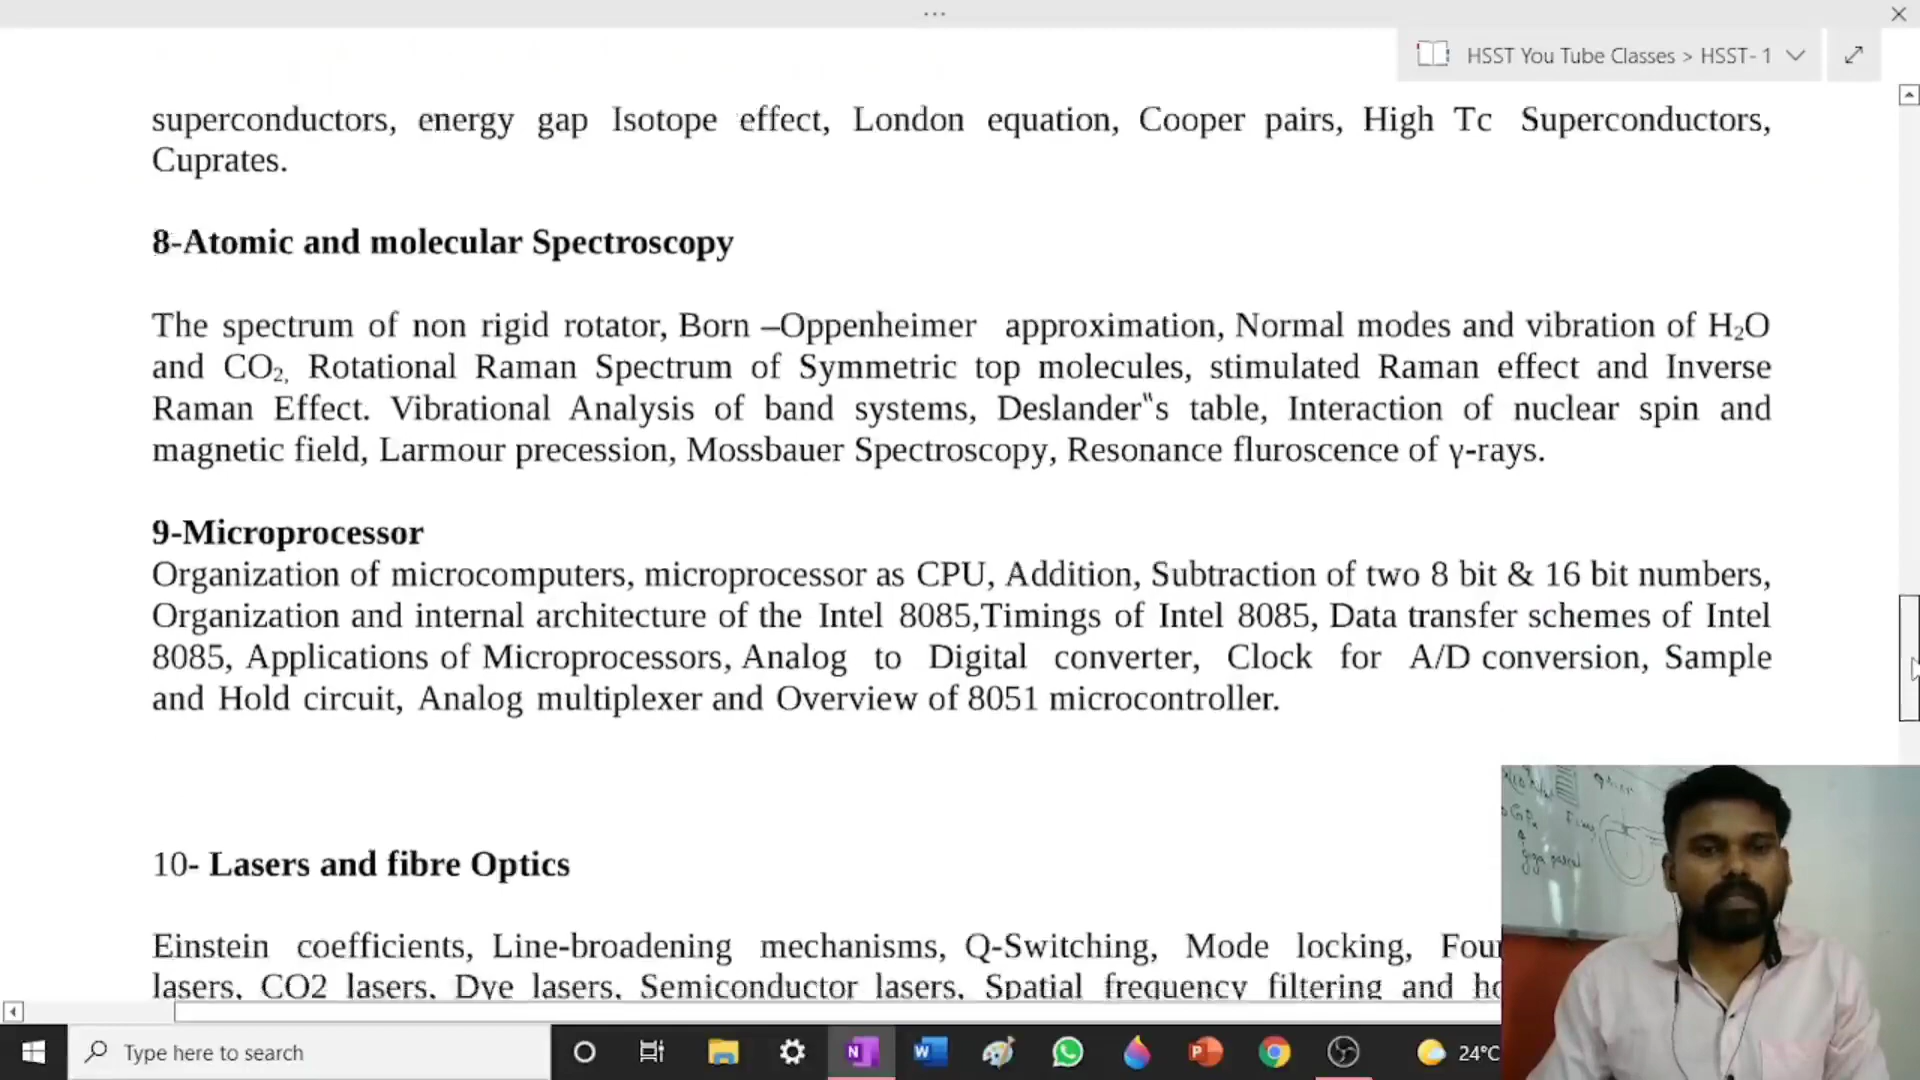 HSST You Tube Classes > HSST- 1
superconductors, energy gap Isotope effect, London equation, Cooper pairs, High Tc Superconductors,
Cuprates.
8-Atomic and molecular Spectroscopy
The spectrum of non rigid rotator, Born –Oppenheimer approximation, Normal modes and vibration of H₂O
and CO₂, Rotational Raman Spectrum of Symmetric top molecules, stimulated Raman effect and Inverse
Raman Effect. Vibrational Analysis of band systems, Deslander‟s table, Interaction of nuclear spin and
magnetic field, Larmour precession, Mossbauer Spectroscopy, Resonance fluroscence of γ-rays.
9-Microprocessor
Organization of microcomputers, microprocessor as CPU, Addition, Subtraction of two 8 bit & 16 bit numbers,
Organization and internal architecture of the Intel 8085,Timings of Intel 8085, Data transfer schemes of Intel
8085, Applications of Microprocessors, Analog to Digital converter, Clock for A/D conversion, Sample
and Hold circuit, Analog multiplexer and Overview of 8051 microcontroller.
10- Lasers and fibre Optics
Einstein coefficients, Line-broadening mechanisms, Q-Switching, Mode locking,
lasers, CO2 lasers, Dye lasers, Semiconductor lasers, Spatial frequency filtering and
Type here to search
24°C